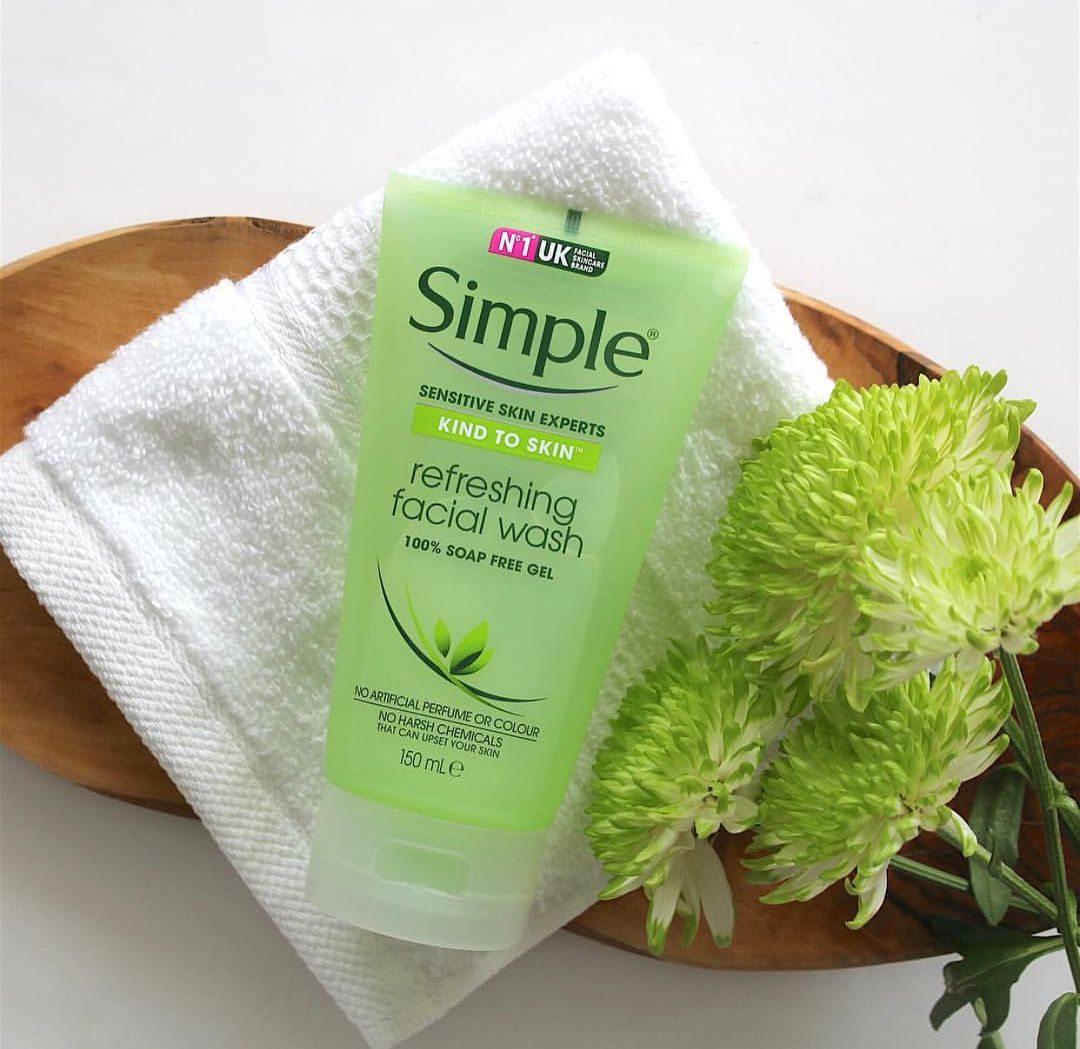 Nº1 UK FACIAL
SKINCARE
BRAND
Simple®
SENSITIVE SKIN EXPERTS
KIND TO SKIN™
refreshing
facial wash
100% SOAP FREE GEL
NO ARTIFICIAL PERFUME OR COLOUR
NO HARSH CHEMICALS
THAT CAN UPSET YOUR SKIN
150 mL ℮